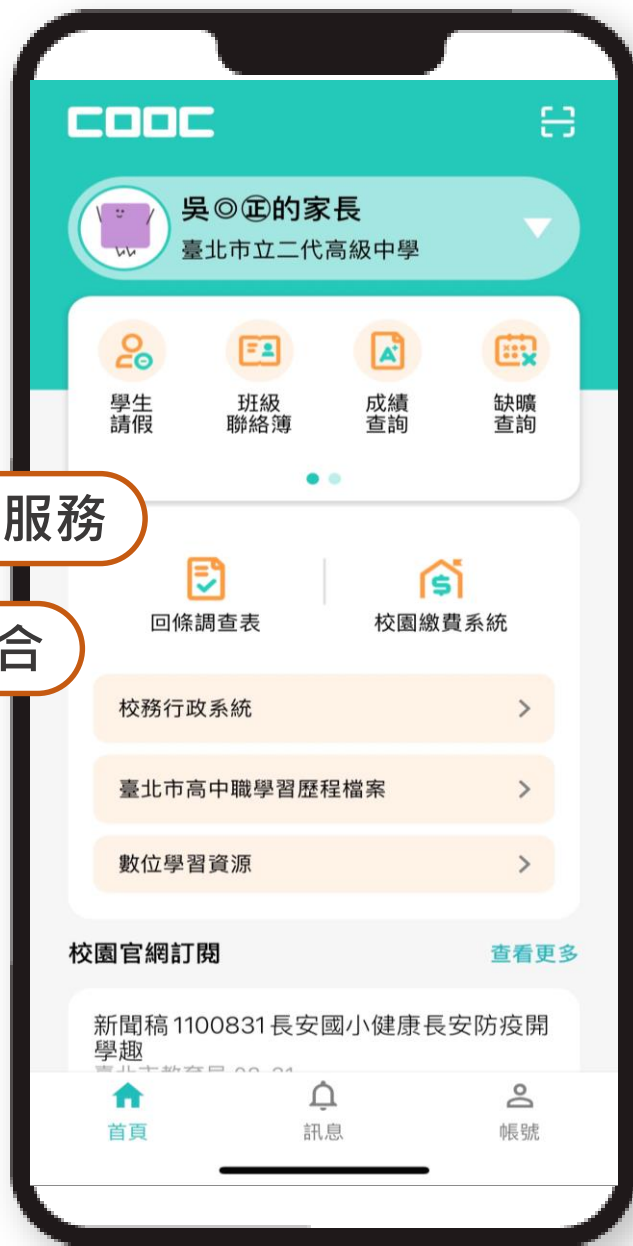 COOC
吳◎㊣的家長
臺北市立二代高級中學
學生
請假
班級
聯絡簿
成績
查詢
缺曠
查詢
服務
回條調查表
校園繳費系統
合
校務行政系統
臺北市高中職學習歷程檔案
數位學習資源
校園官網訂閱
查看更多
新聞稿1100831長安國小健康長安防疫開
學趣
首頁
訊息
帳號